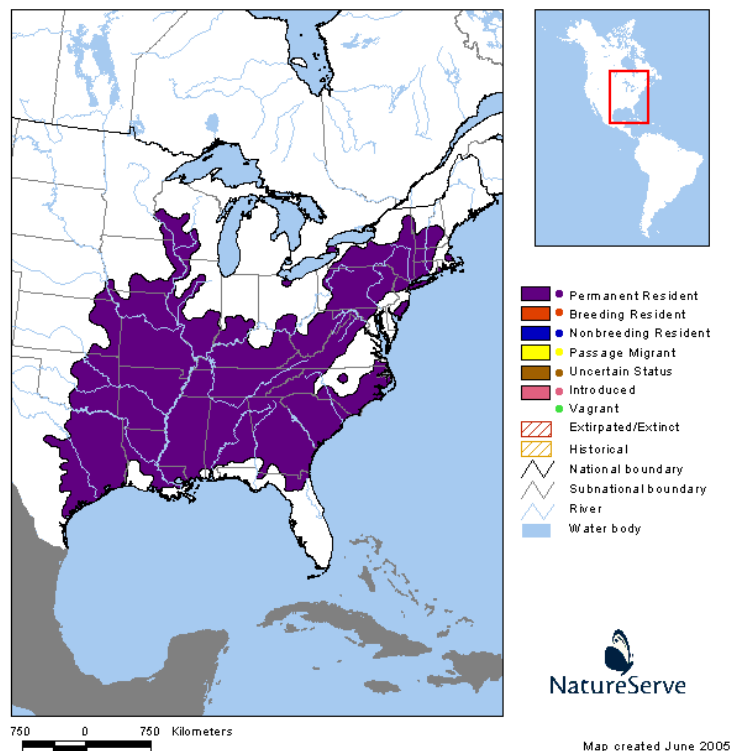 Permanent Resident
Breeding Resident
Nonbreeding Resident
Passage Migrant
Uncertain Status
Introduced
Vagrant
Extirpated/Extinct
Historical
National boundary
Subnational boundary
River
Water body
NatureServe
750 0 750 Kilometers
Map created June 2005